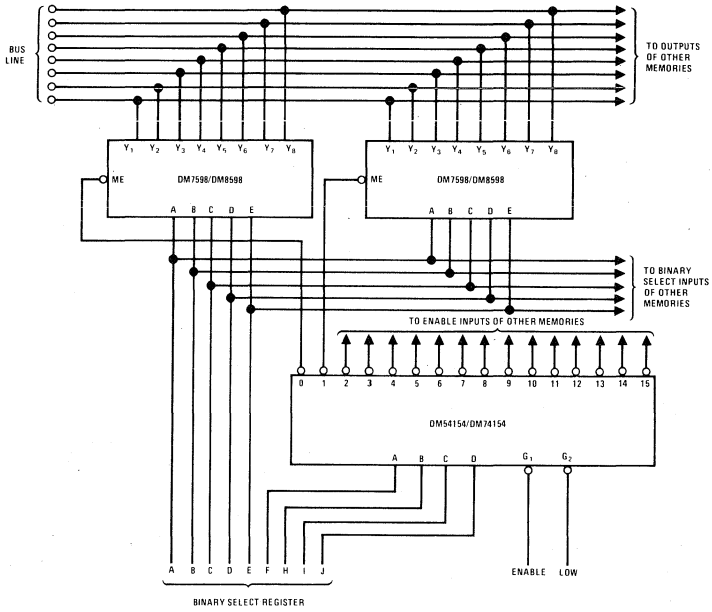 BUS
LINE
TO OUTPUTS
OF OTHER
MEMORIES
Y1 Y2 Y3 Y4 Y5 Y6 Y7 Y8
ME
DM7598/DM8598
A B C D E
Y1 Y2 Y3 Y4 Y5 Y6 Y7 Y8
ME
DM7598/DM8598
A B C D E
TO BINARY
SELECT INPUTS
OF OTHER
MEMORIES
TO ENABLE INPUTS OF OTHER MEMORIES
0 1 2 3 4 5 6 7 8 9 10 11 12 13 14 15
DM54154/DM74154
A B C D G1 G2
A B C D E F H I J
ENABLE LOW
BINARY SELECT REGISTER